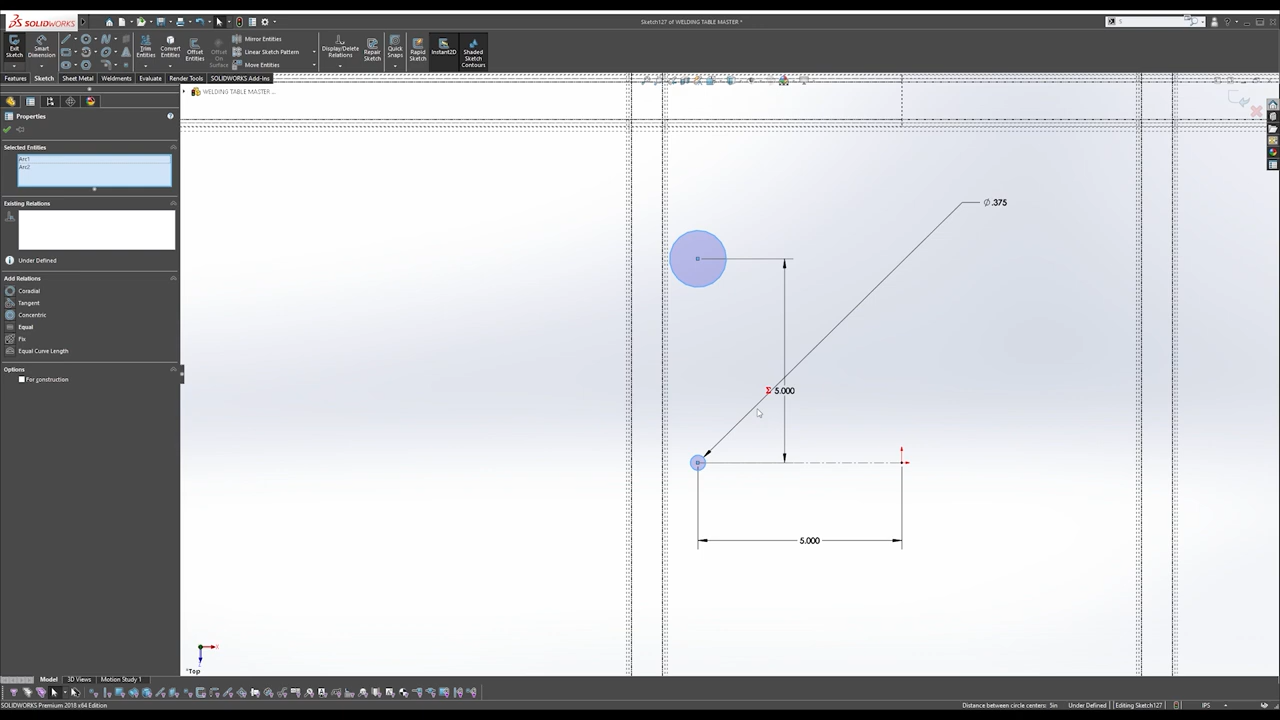 SOLIDWORKS
Sketch127 of WELDING TABLE MASTER *
S
Exit Sketch
Smart Dimension
Trim Entities
Convert Entities
Offset Entities
Offset On Surface
Mirror Entities
Linear Sketch Pattern
Move Entities
Display/Delete Relations
Repair Sketch
Quick Snaps
Rapid Sketch
Instant2D
Shaded Sketch Contours
Features Sketch Sheet Metal Weldments Evaluate Render Tools SOLIDWORKS Add-Ins
WELDING TABLE MASTER ...
Properties
Selected Entities
Arc1
Arc2
Existing Relations
Under Defined
Add Relations
Coradial
Tangent
Concentric
Equal
Fix
Equal Curve Length
Options
For construction
Ø .375
Σ 5.000
5.000
*Top
Model 3D Views Motion Study 1
SOLIDWORKS Premium 2018 x64 Edition
Distance between circle centers: 5in Under Defined Editing Sketch127 IPS